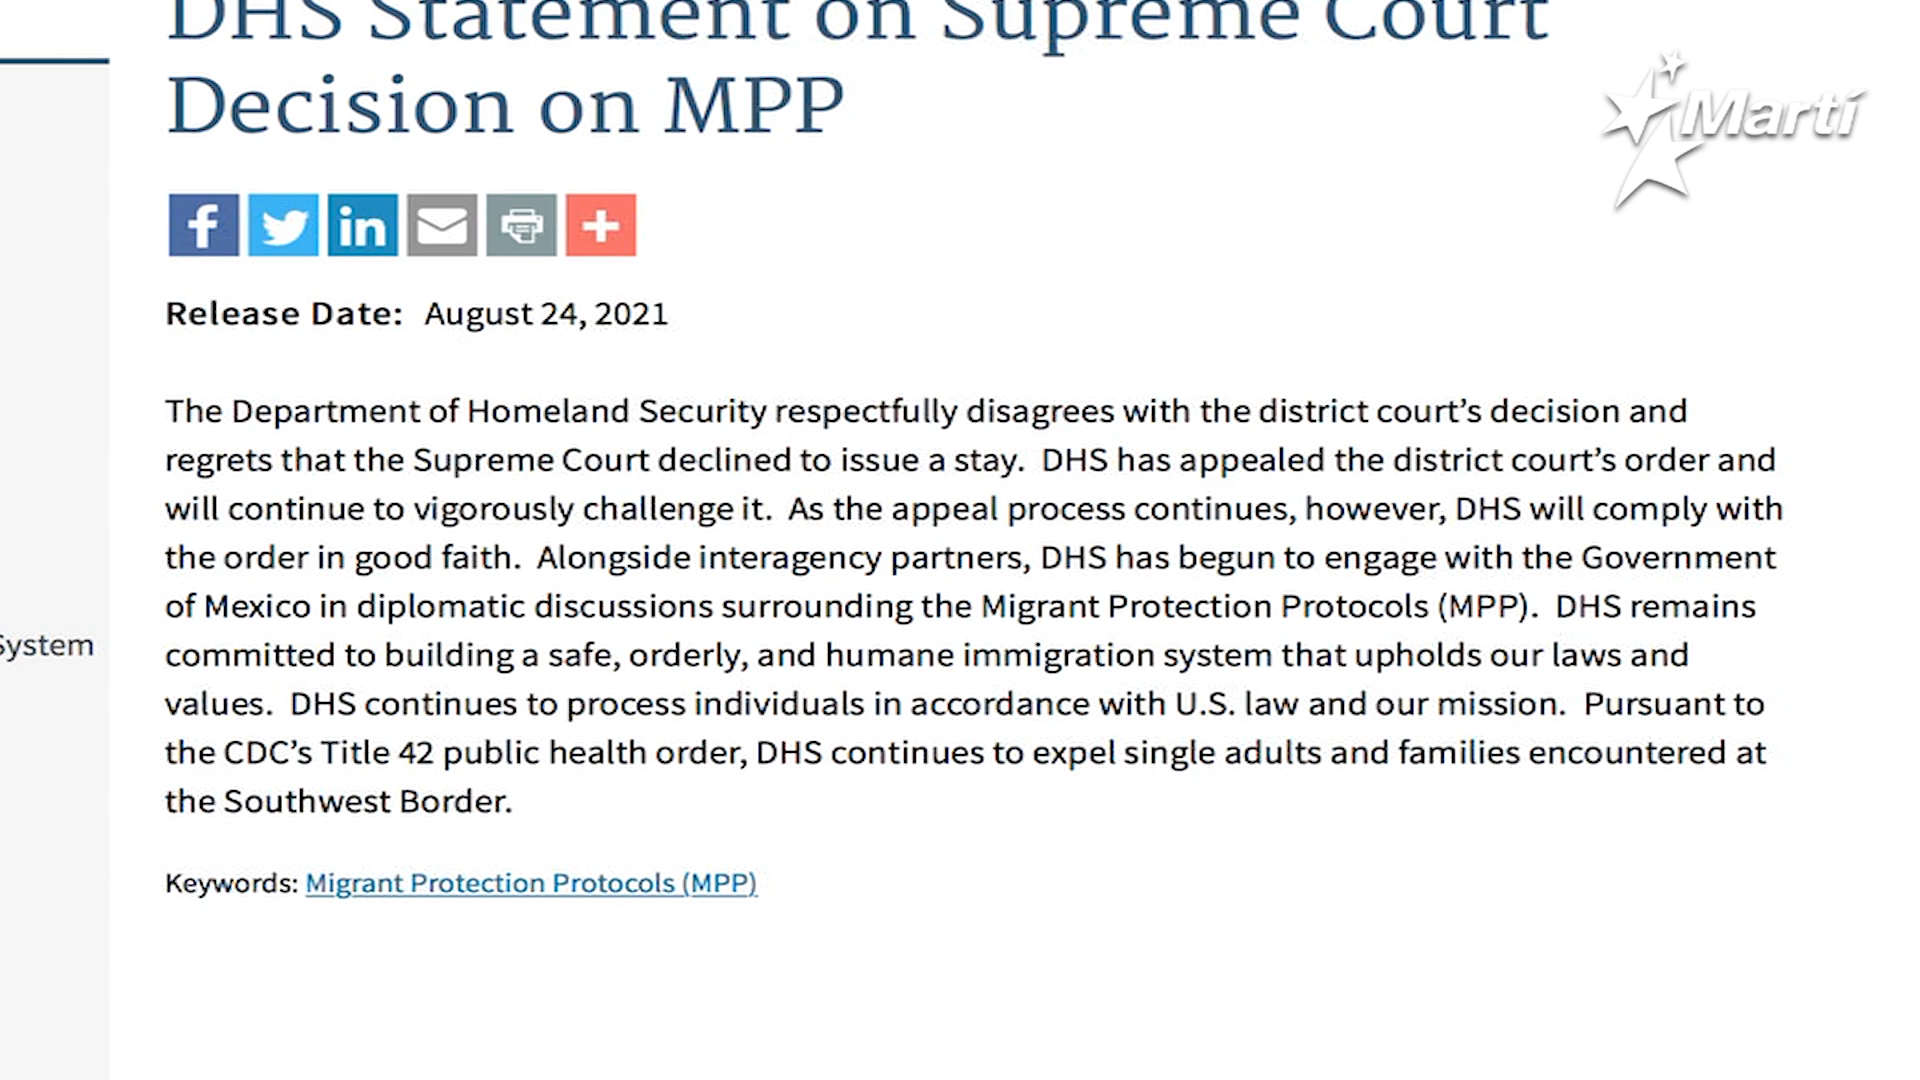 DHS Statement on Supreme Court
Decision on MPP
Martí
Release Date: August 24, 2021
The Department of Homeland Security respectfully disagrees with the district court’s decision and
regrets that the Supreme Court declined to issue a stay. DHS has appealed the district court’s order and
will continue to vigorously challenge it. As the appeal process continues, however, DHS will comply with
the order in good faith. Alongside interagency partners, DHS has begun to engage with the Government
of Mexico in diplomatic discussions surrounding the Migrant Protection Protocols (MPP). DHS remains
System
committed to building a safe, orderly, and humane immigration system that upholds our laws and
values. DHS continues to process individuals in accordance with U.S. law and our mission. Pursuant to
the CDC’s Title 42 public health order, DHS continues to expel single adults and families encountered at
the Southwest Border.
Keywords: Migrant Protection Protocols (MPP)